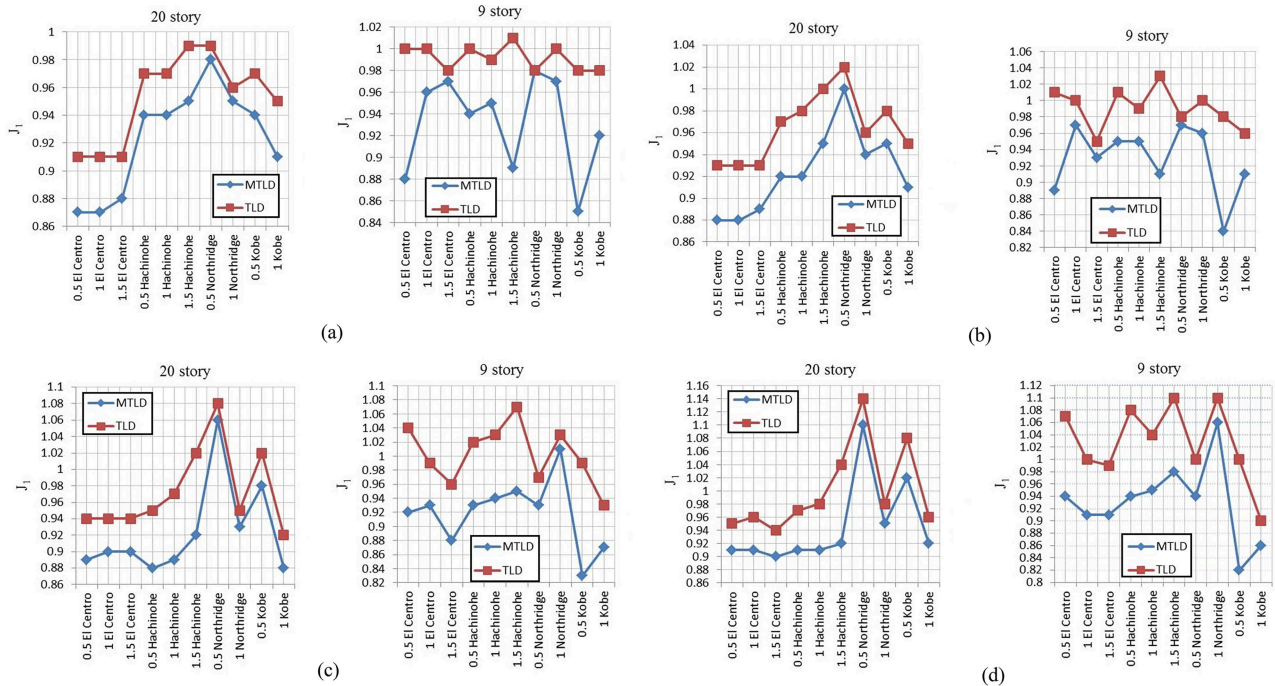 20 story
J1
1
0.98
0.96
0.94
0.92
0.9
0.88
0.86
MTLD
TLD
0.5 El Centro
1 El Centro
1.5 El Centro
0.5 Hachinohe
1 Hachinohe
1.5 Hachinohe
0.5 Northridge
1 Northridge
0.5 Kobe
1 Kobe
9 story
J1
1.02
1
0.98
0.96
0.94
0.92
0.9
0.88
0.86
0.84
MTLD
TLD
0.5 El Centro
1 El Centro
1.5 El Centro
0.5 Hachinohe
1 Hachinohe
1.5 Hachinohe
0.5 Northridge
1 Northridge
0.5 Kobe
1 Kobe
(a)
20 story
J1
1.04
1.02
1
0.98
0.96
0.94
0.92
0.9
0.88
0.86
MTLD
TLD
0.5 El Centro
1 El Centro
1.5 El Centro
0.5 Hachinohe
1 Hachinohe
1.5 Hachinohe
0.5 Northridge
1 Northridge
0.5 Kobe
1 Kobe
9 story
J1
1.06
1.04
1.02
1
0.98
0.96
0.94
0.92
0.9
0.88
0.86
0.84
0.82
MTLD
TLD
0.5 El Centro
1 El Centro
1.5 El Centro
0.5 Hachinohe
1 Hachinohe
1.5 Hachinohe
0.5 Northridge
1 Northridge
0.5 Kobe
1 Kobe
(b)
20 story
J1
1.1
1.08
1.06
1.04
1.02
1
0.98
0.96
0.94
0.92
0.9
0.88
0.86
MTLD
TLD
0.5 El Centro
1 El Centro
1.5 El Centro
0.5 Hachinohe
1 Hachinohe
1.5 Hachinohe
0.5 Northridge
1 Northridge
0.5 Kobe
1 Kobe
9 story
J1
1.1
1.08
1.06
1.04
1.02
1
0.98
0.96
0.94
0.92
0.9
0.88
0.86
0.84
0.82
MTLD
TLD
0.5 El Centro
1 El Centro
1.5 El Centro
0.5 Hachinohe
1 Hachinohe
1.5 Hachinohe
0.5 Northridge
1 Northridge
0.5 Kobe
1 Kobe
(c)
20 story
J1
1.16
1.14
1.12
1.1
1.08
1.06
1.04
1.02
1
0.98
0.96
0.94
0.92
0.9
0.88
0.86
MTLD
TLD
0.5 El Centro
1 El Centro
1.5 El Centro
0.5 Hachinohe
1 Hachinohe
1.5 Hachinohe
0.5 Northridge
1 Northridge
0.5 Kobe
1 Kobe
9 story
J1
1.12
1.1
1.08
1.06
1.04
1.02
1
0.98
0.96
0.94
0.92
0.9
0.88
0.86
0.84
0.82
0.8
MTLD
TLD
0.5 El Centro
1 El Centro
1.5 El Centro
0.5 Hachinohe
1 Hachinohe
1.5 Hachinohe
0.5 Northridge
1 Northridge
0.5 Kobe
1 Kobe
(d)